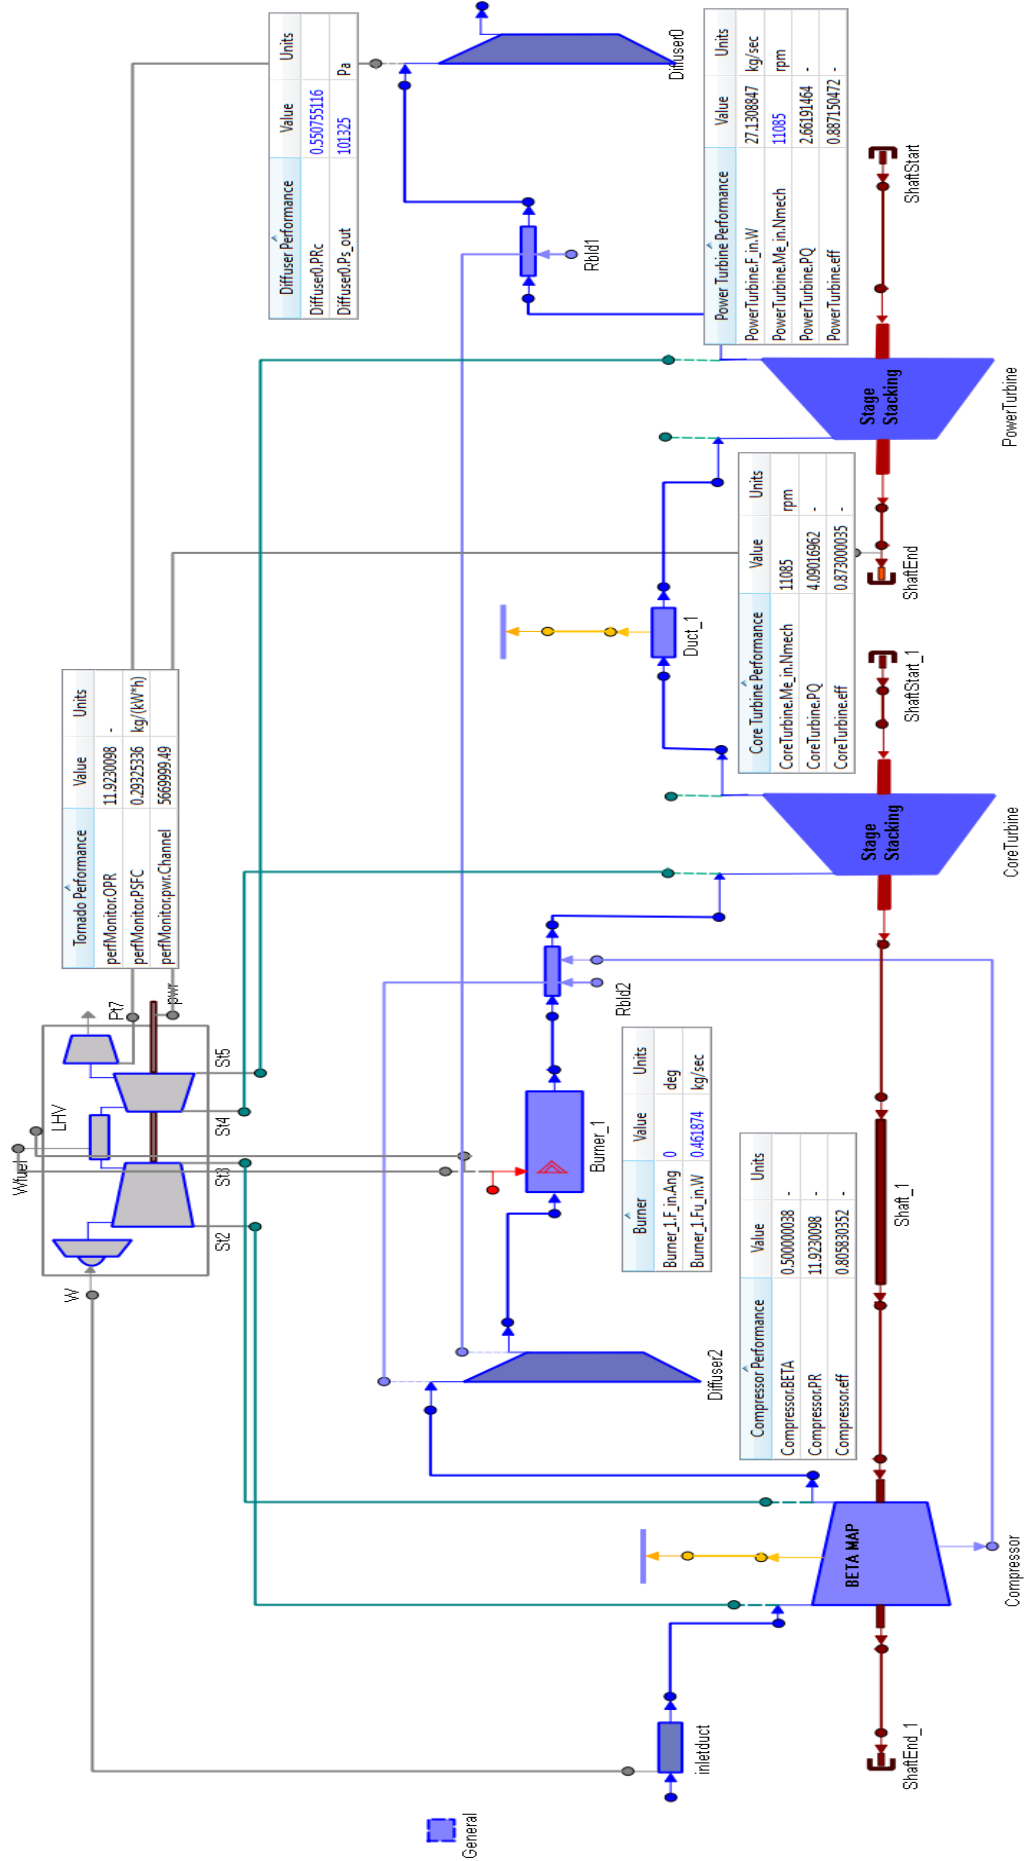 General
W
Wfuel
LHV
St2
St3
St4
St5
Pt7
pwr
Tornado Performance Value Units
perfMonitor.OPR 11.9230098 -
perfMonitor.PSFC 0.29325336 kg/(kW*h)
perfMonitor.pwr.Channel 5669999.49
Diffuser Performance Value Units
Diffuser0.PRc 0.550755116
Diffuser0.Ps_out 101325 Pa
Diffuser0
Rbld1
Power Turbine Performance Value Units
PowerTurbine.F_in.W 27.1308847 kg/sec
PowerTurbine.Me_in.Nmech 11085 rpm
PowerTurbine.PQ 2.66191464 -
PowerTurbine.eff 0.887150472 -
Rbld2
Burner_1
Duct_1
Burner Value Units
Burner_1.F_in.Ang 0 deg
Burner_1.Fu_in.W 0.461874 kg/sec
Diffuser2
inletduct
Compressor Performance Value Units
Compressor.BETA 0.500000038 -
Compressor.PR 11.9230098 -
Compressor.eff 0.805830352 -
Core Turbine Performance Value Units
CoreTurbine.Me_in.Nmech 11085 rpm
CoreTurbine.PQ 4.09016962 -
CoreTurbine.eff 0.873000035 -
BETA MAP
Stage
Stacking
Stage
Stacking
ShaftEnd_1
Shaft_1
ShaftStart_1
ShaftEnd
ShaftStart
Compressor
CoreTurbine
PowerTurbine